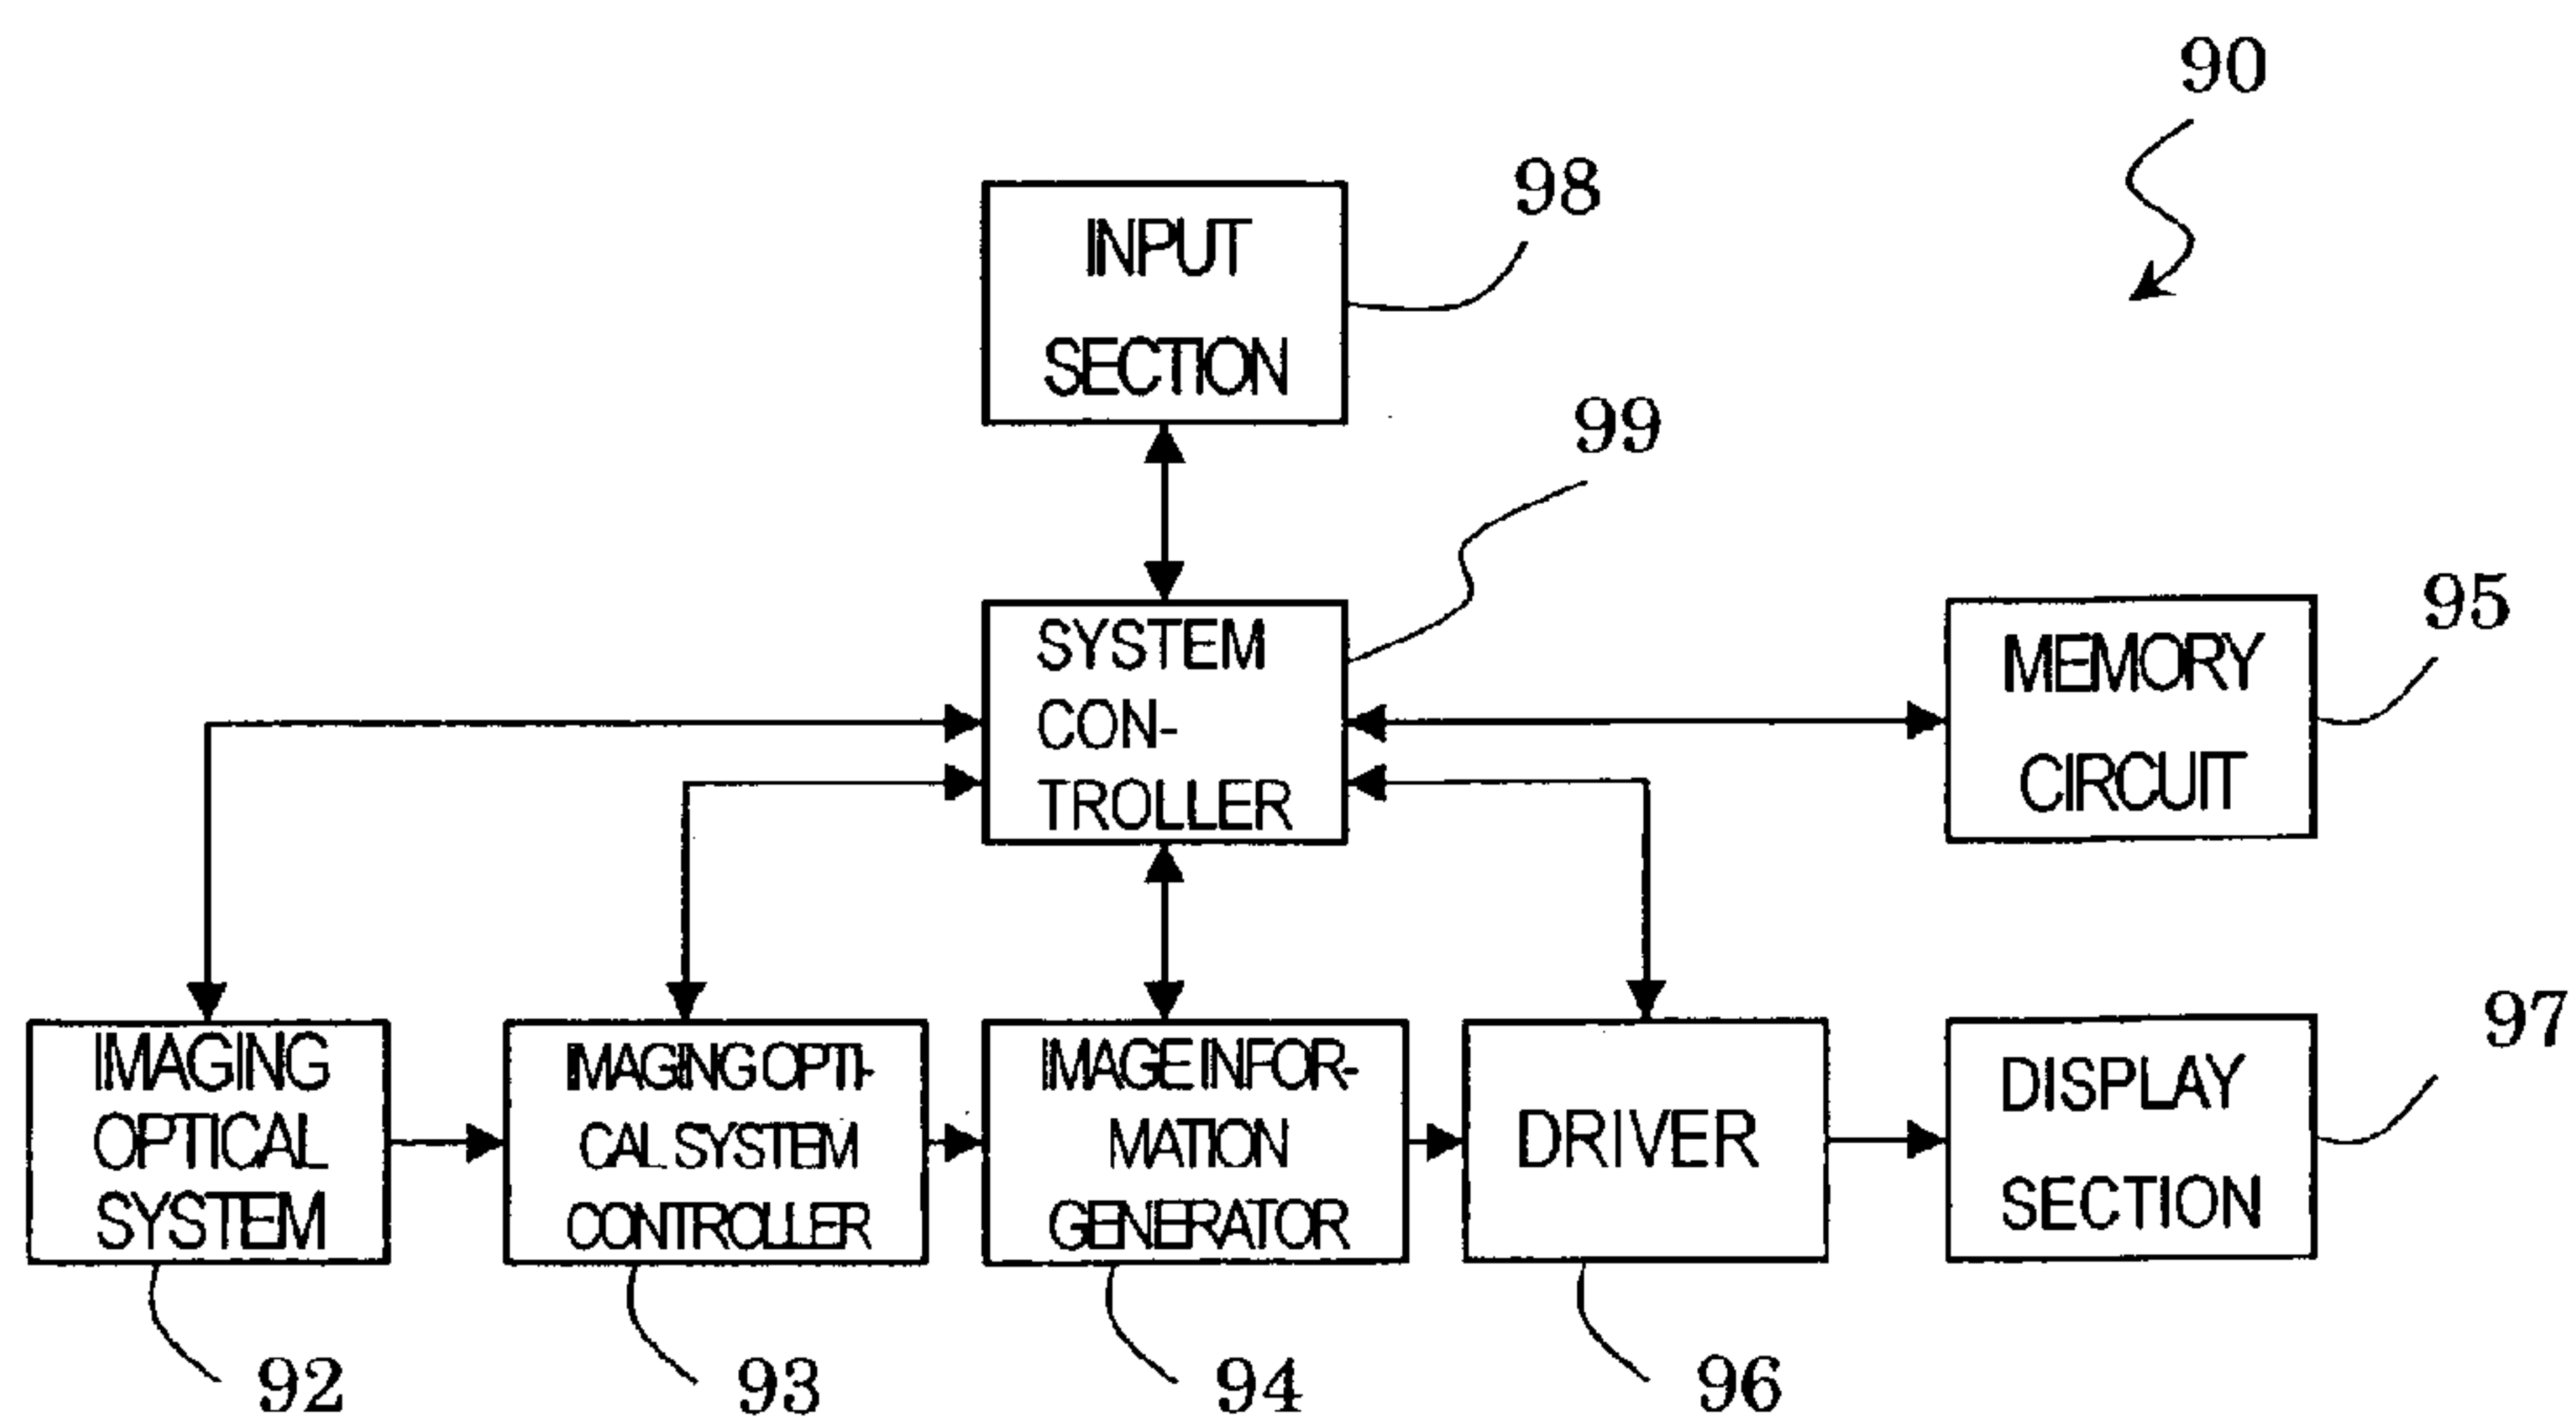 90
INPUT
SECTION
98
SYSTEM
CON-
TROLLER
99
MEMORY
CIRCUIT
95
IMAGING
OPTICAL
SYSTEM
92
IMAGING OPTI-
CAL SYSTEM
CONTROLLER
93
IMAGE INFOR-
MATION
GENERATOR
94
DRIVER
96
DISPLAY
SECTION
97